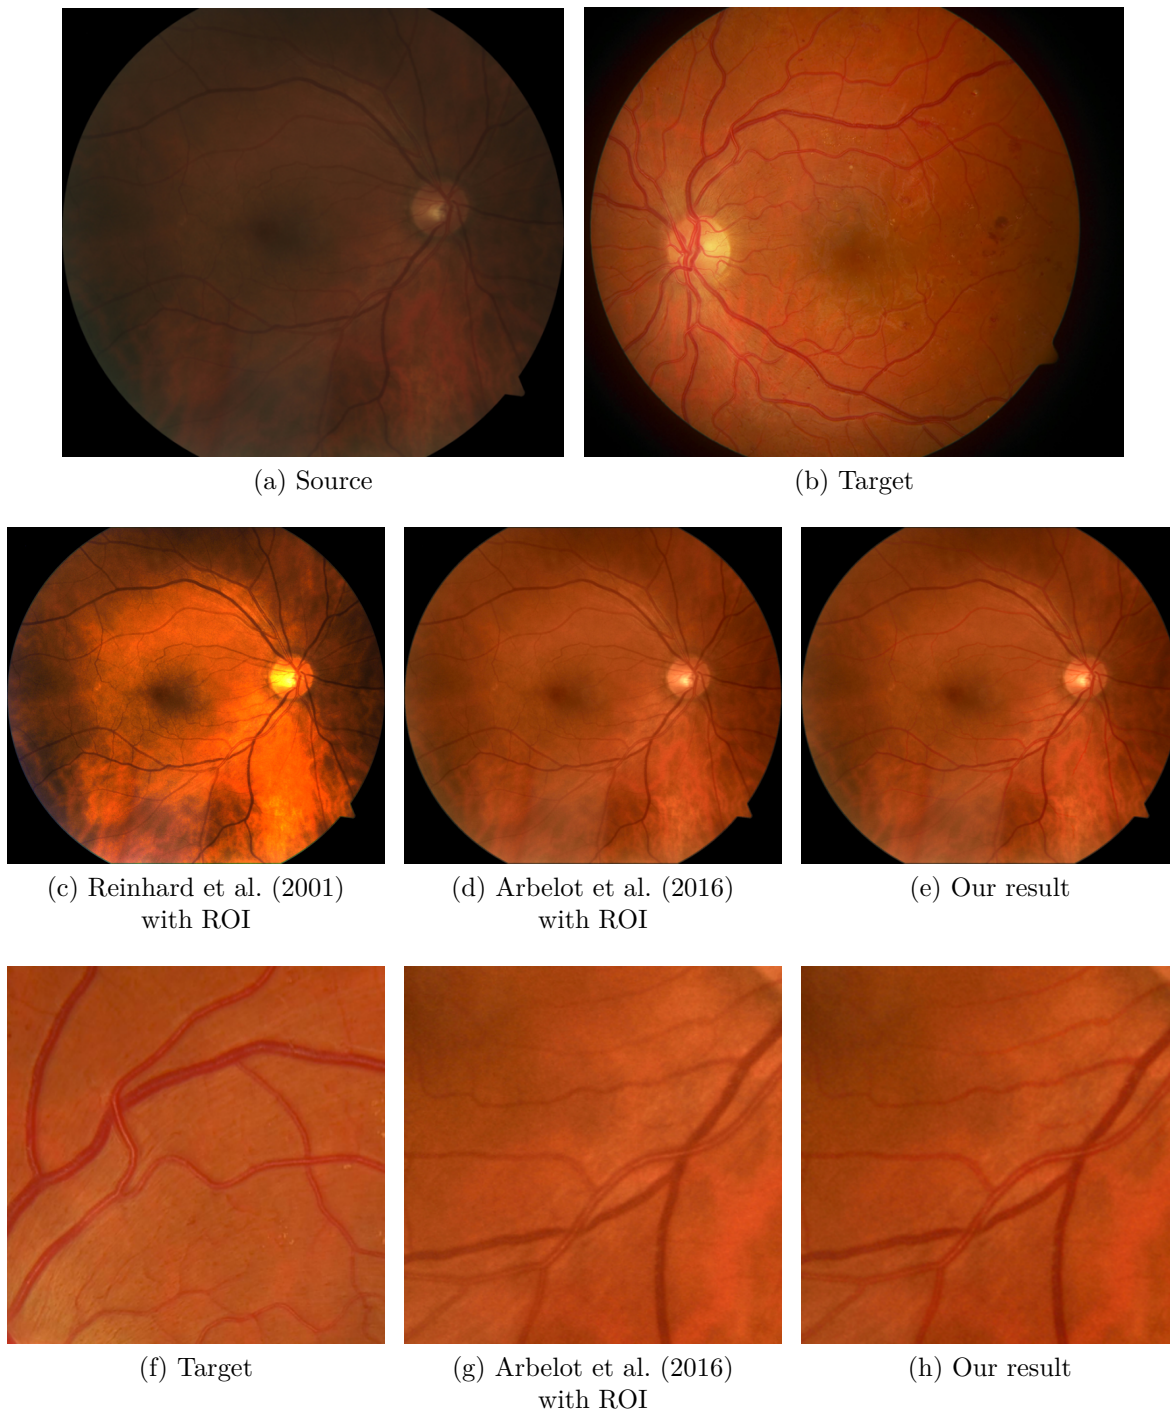 (a) Source
(b) Target
(c) Reinhard et al. (2001)
with ROI
(d) Arbelot et al. (2016)
with ROI
(e) Our result
(f) Target
(g) Arbelot et al. (2016)
with ROI
(h) Our result